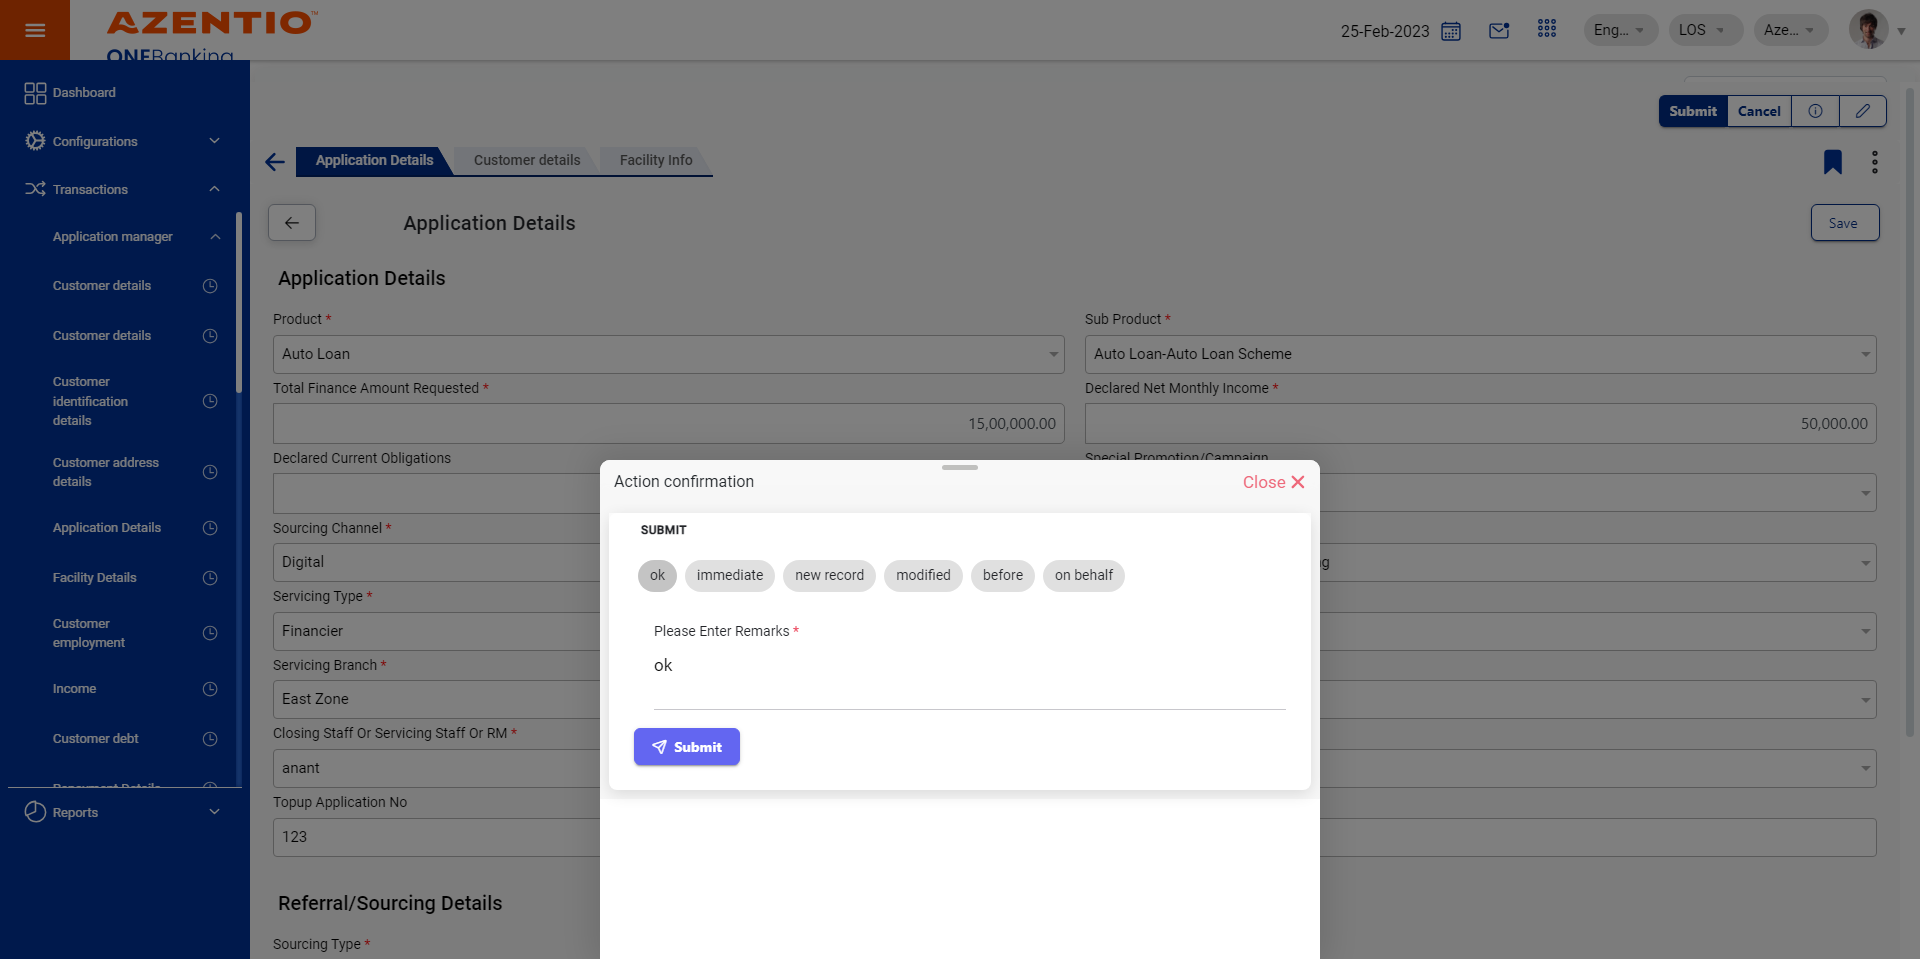 AZENTIO™
ONEBanking
25-Feb-2023
Eng...
LOS
Aze...
Dashboard
Configurations
Transactions
Application manager
Customer details
Customer details
Customer
identification
details
Customer address
details
Application Details
Facility Details
Customer
employment
Income
Customer debt
Repayment Details
Reports
Submit
Cancel
Application Details
Customer details
Facility Info
Application Details
Save
Application Details
Product *
Sub Product *
Auto Loan
Auto Loan-Auto Loan Scheme
Total Finance Amount Requested *
Declared Net Monthly Income *
15,00,000.00
50,000.00
Declared Current Obligations
Special Promotion/Campaign
Sourcing Channel *
Digital
Servicing Type *
Financier
Servicing Branch *
East Zone
Closing Staff Or Servicing Staff Or RM *
anant
Topup Application No
123
Referral/Sourcing Details
Sourcing Type *
Action confirmation
Close
SUBMIT
ok
immediate
new record
modified
before
on behalf
Please Enter Remarks *
ok
Submit